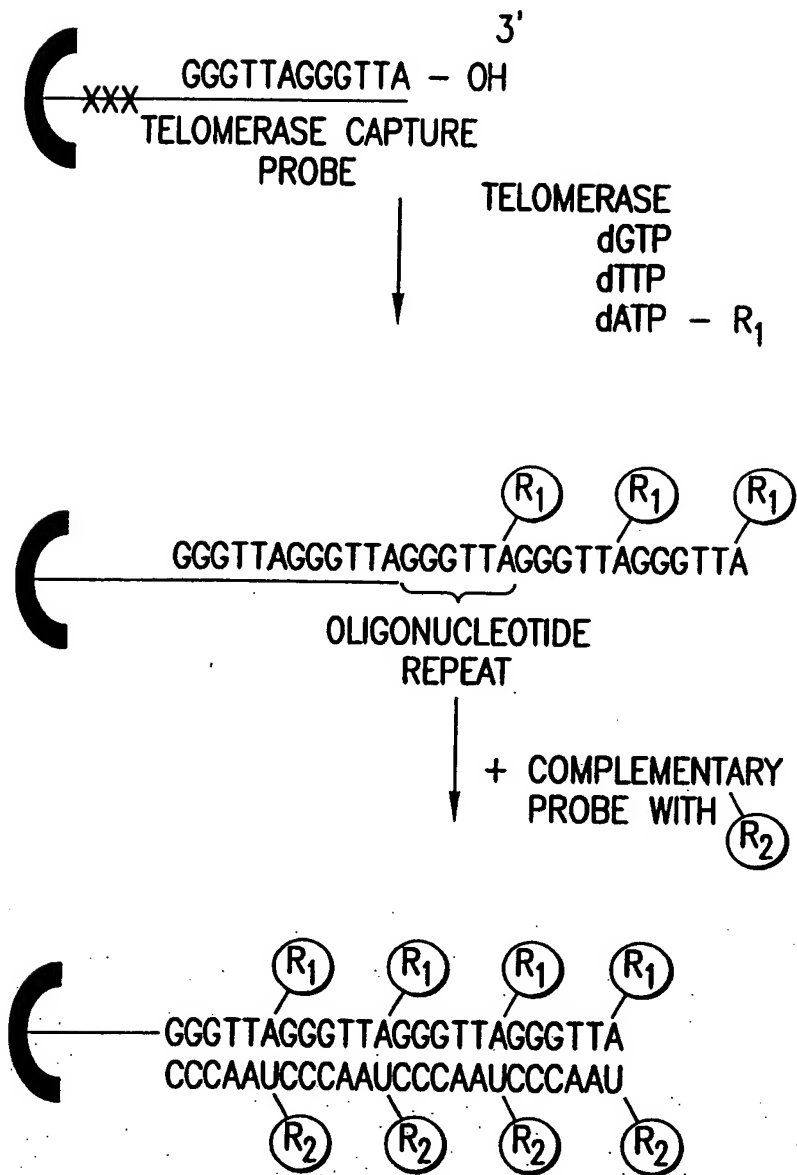 3'
GGGTTAGGGTTA – OH
XXX
TELOMERASE CAPTURE
PROBE
TELOMERASE
dGTP
dTTP
dATP – R1
R1 R1 R1
GGGTTAGGGTTAGGGTTAGGGTTAGGGTTA
OLIGONUCLEOTIDE
REPEAT
+ COMPLEMENTARY
PROBE WITH
R2
R1 R1 R1 R1
GGGTTAGGGTTAGGGTTAGGGTTA
CCCAAUCCCAAUCCCAAUCCCAAU
R2 R2 R2 R2